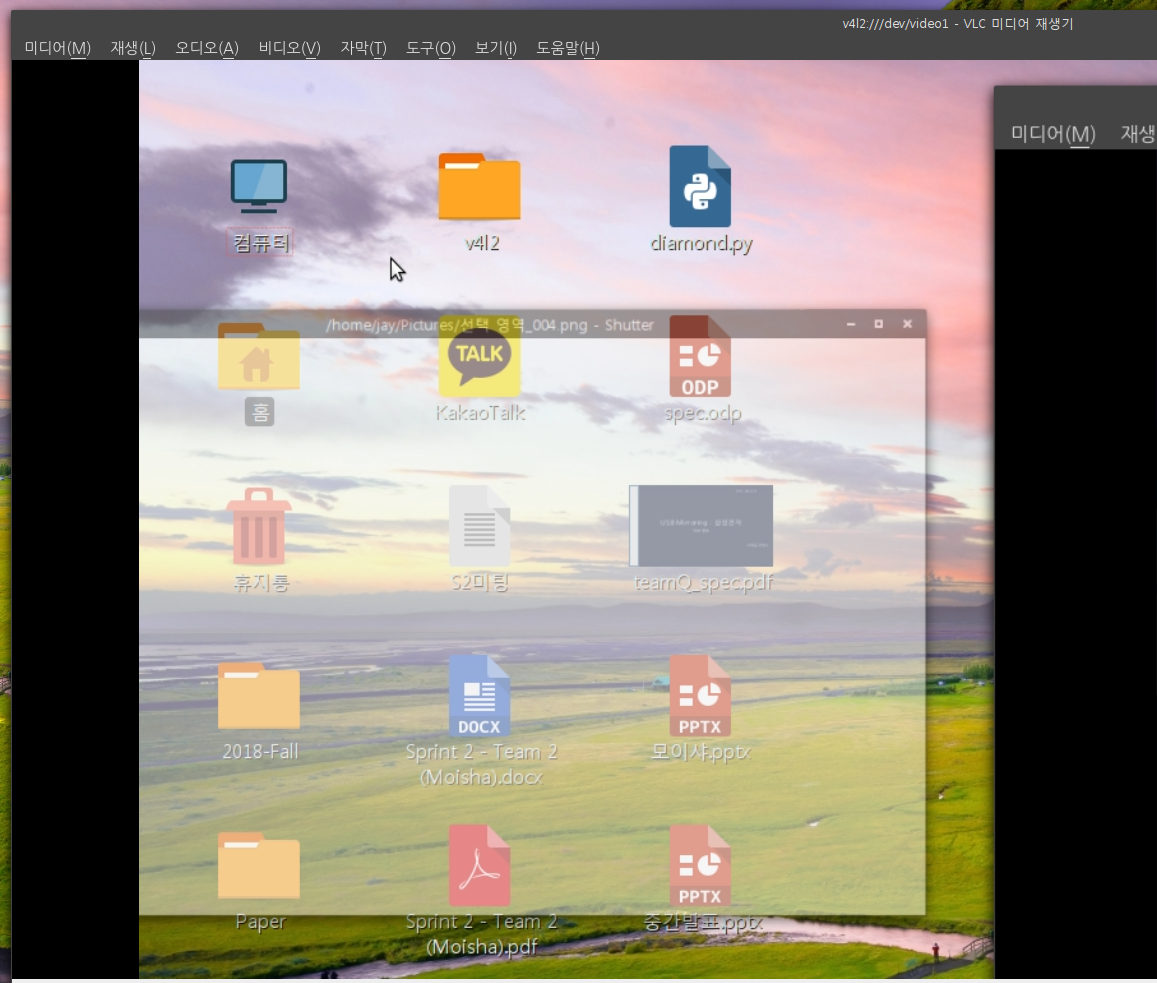 v4l2:///dev/video1 - VLC 미디어 재생기
미디어(M) 재생(L) 오디오(A) 비디오(V) 자막(T) 도구(O) 보기(I) 도움말(H)
미디어(M) 재생
컴퓨터
v4l2
diamond.py
/home/jay/Pictures/선택 영역_004 png - Shutter
TALK
ODP
홈
KakaoTalk
spec.odp
휴지통
S2미팅
teamQ_spec.pdf
DOCX
PPTX
2018-Fall
Sprint 2 - Team 2
(Moisha).docx
모이샤.pptx
PPTX
Paper
Sprint 2 - Team 2
(Moisha).pdf
중간발표.pptx